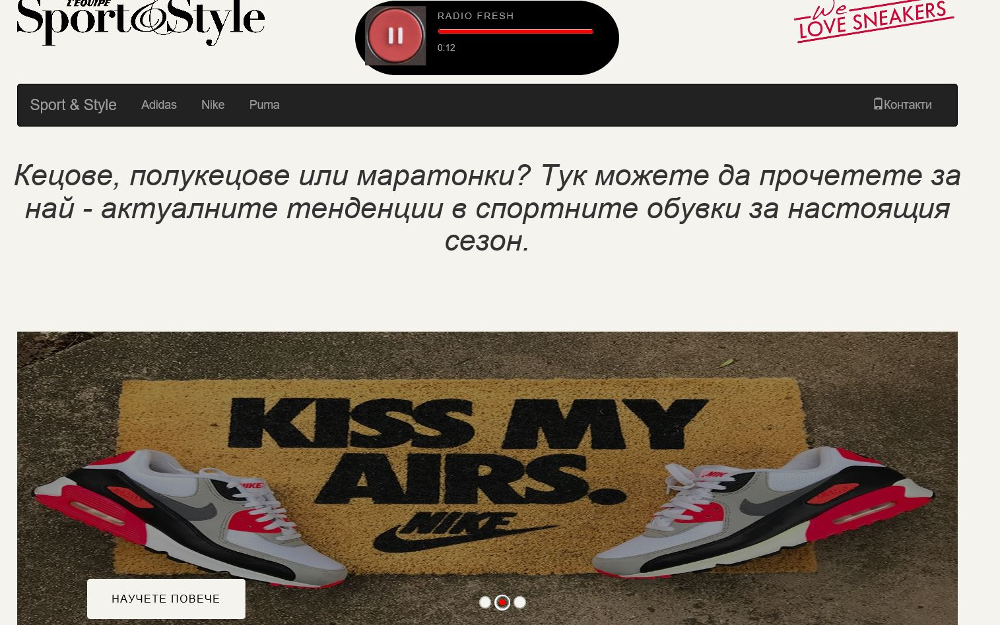 L'EQUIPE
Sport&Style
RADIO FRESH
0:12
We
LOVE SNEAKERS
Sport & Style Adidas Nike Puma Контакти
Кецове, полукецове или маратонки? Тук можете да прочетете за
най - актуалните тенденции в спортните обувки за настоящия
сезон.
KISS MY
AIRS.
NIKE
NIKE
NIK
НАУЧЕТЕ ПОВЕЧЕ